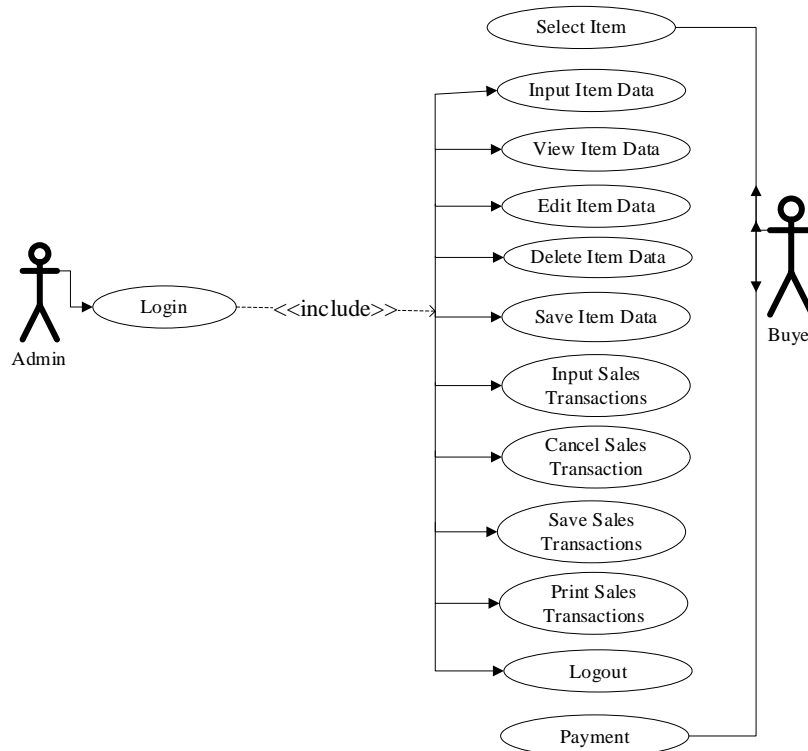 Select Item
Input Item Data
View Item Data
Edit Item Data
Delete Item Data
Login
<<include>>
Save Item Data
Admin
Buye
Input Sales
Transactions
Cancel Sales
Transaction
Save Sales
Transactions
Print Sales
Transactions
Logout
Payment